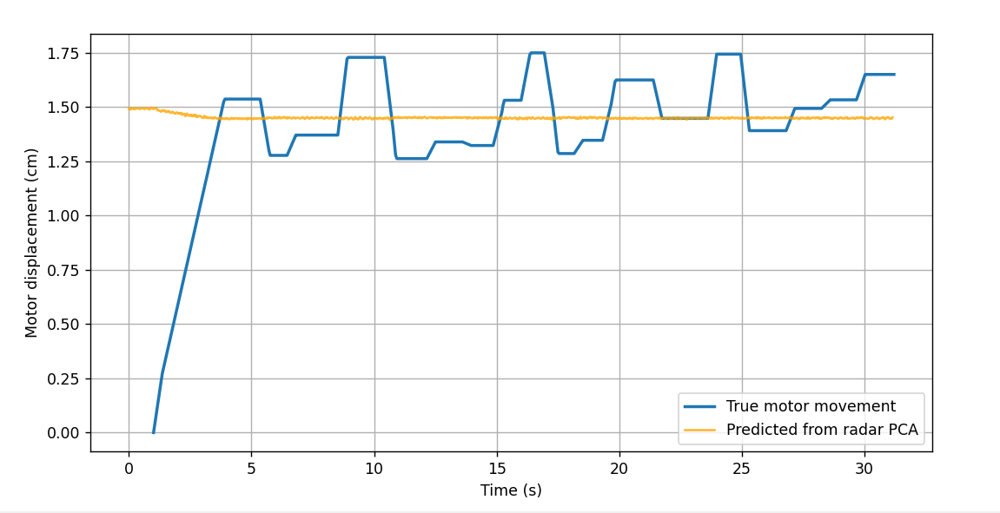 1.75
1.50
1.25
1.00
0.75
0.50
0.25
0.00
Motor displacement (cm)
True motor movement
Predicted from radar PCA
0 5 10 15 20 25 30
Time (s)